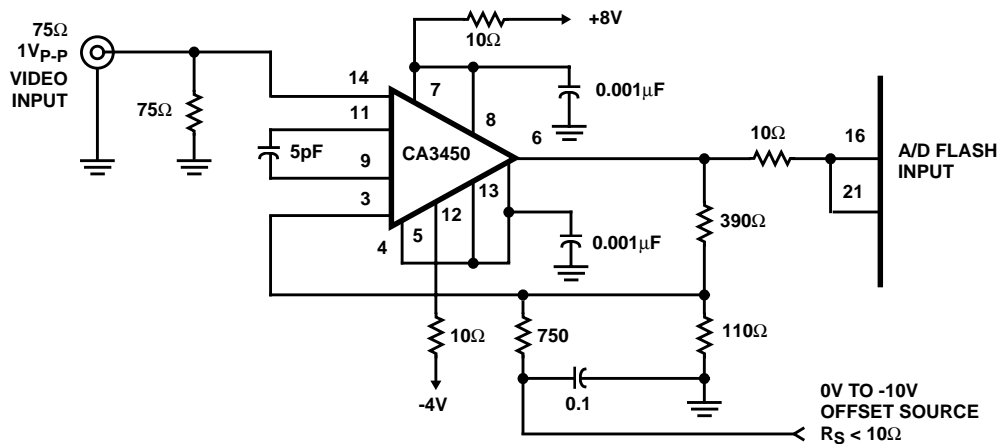 75Ω
1VP-P
VIDEO
INPUT
75Ω
10Ω
+8V
0.001µF
14
11
9
3
7
8
6
5pF
CA3450
4
5
12
13
0.001µF
10Ω
16
21
A/D FLASH
INPUT
390Ω
10Ω
-4V
750
110Ω
0.1
0V TO -10V
OFFSET SOURCE
RS < 10Ω